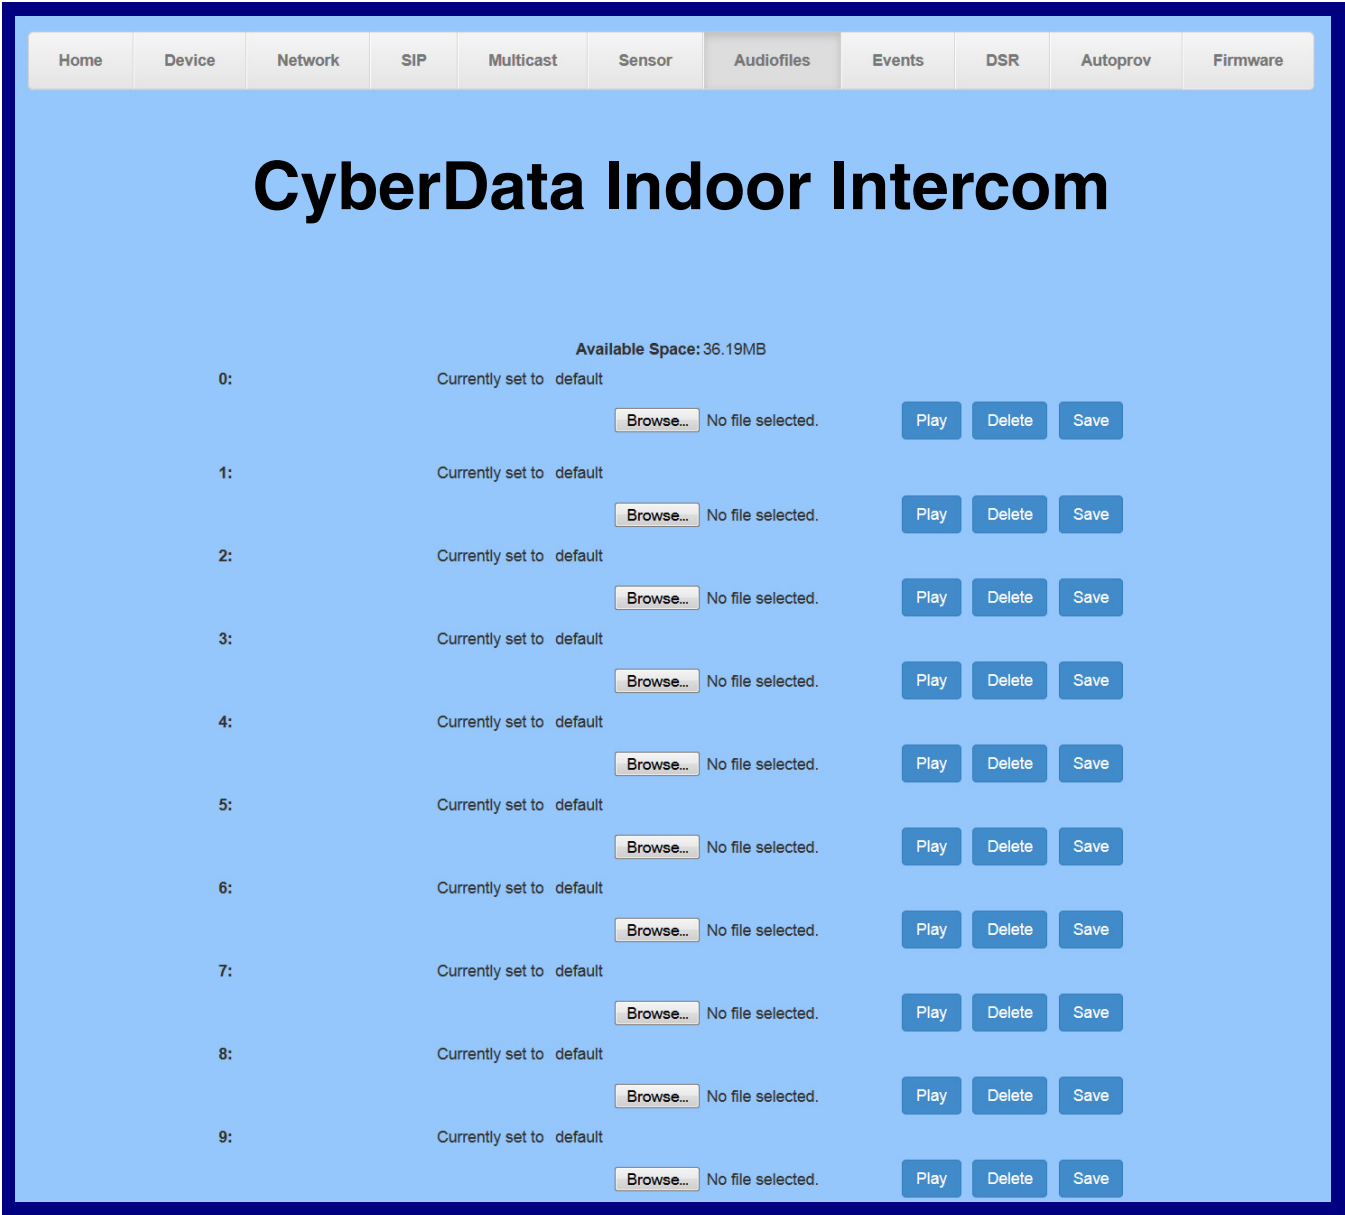 Home Device Network SIP Multicast Sensor Audiofiles Events DSR Autoprov Firmware
CyberData Indoor Intercom
Available Space: 36.19MB
0: Currently set to default
Browse... No file selected. Play Delete Save
1: Currently set to default
Browse... No file selected. Play Delete Save
2: Currently set to default
Browse... No file selected. Play Delete Save
3: Currently set to default
Browse... No file selected. Play Delete Save
4: Currently set to default
Browse... No file selected. Play Delete Save
5: Currently set to default
Browse... No file selected. Play Delete Save
6: Currently set to default
Browse... No file selected. Play Delete Save
7: Currently set to default
Browse... No file selected. Play Delete Save
8: Currently set to default
Browse... No file selected. Play Delete Save
9: Currently set to default
Browse... No file selected. Play Delete Save